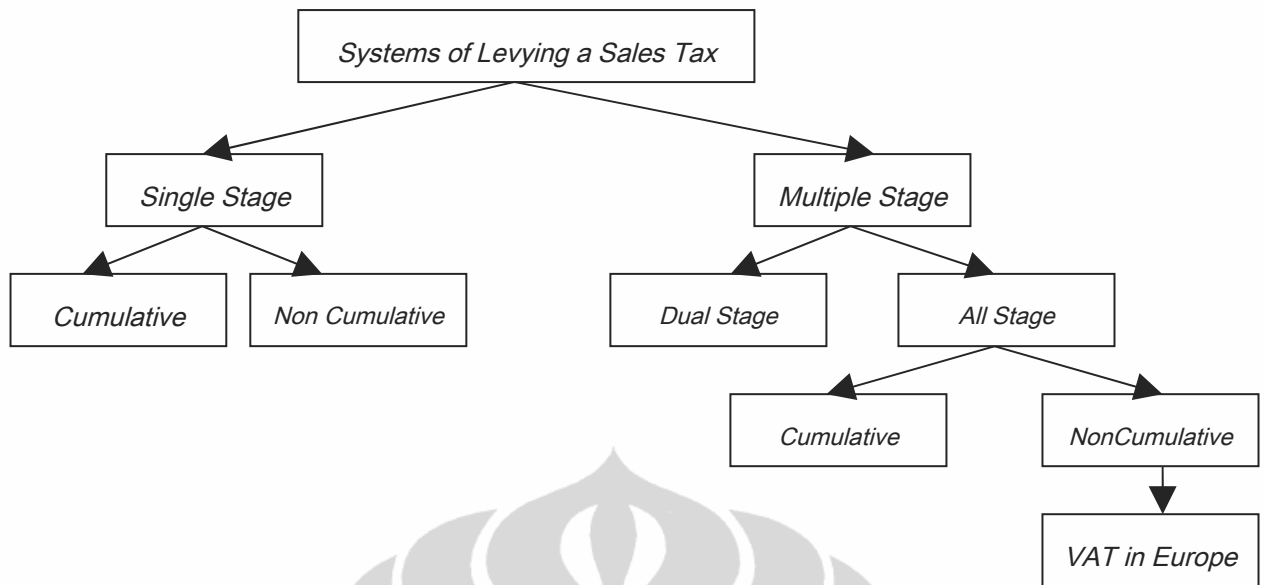 Systems of Levying a Sales Tax
Single Stage
Multiple Stage
Cumulative
Non Cumulative
Dual Stage
All Stage
Cumulative
NonCumulative
VAT in Europe